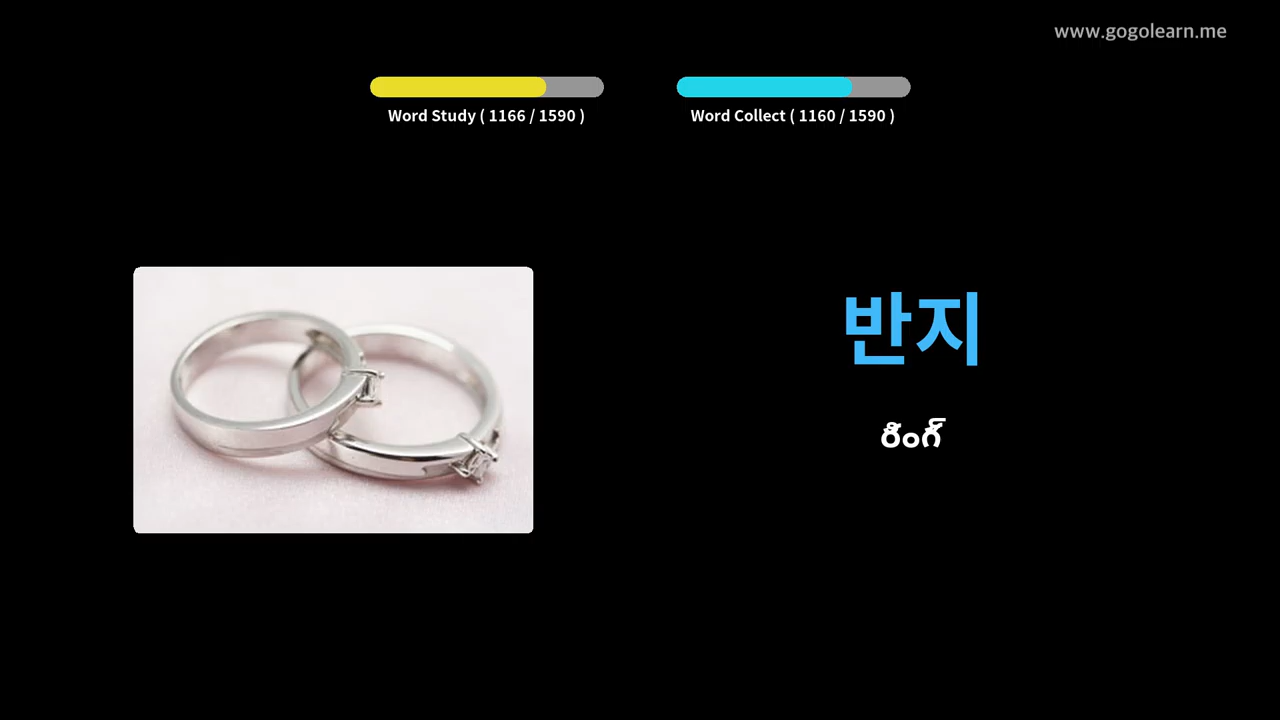 www.gogolearn.me
Word Study ( 1166 / 1590 )
Word Collect ( 1160 / 1590 )
반지
రింగ్